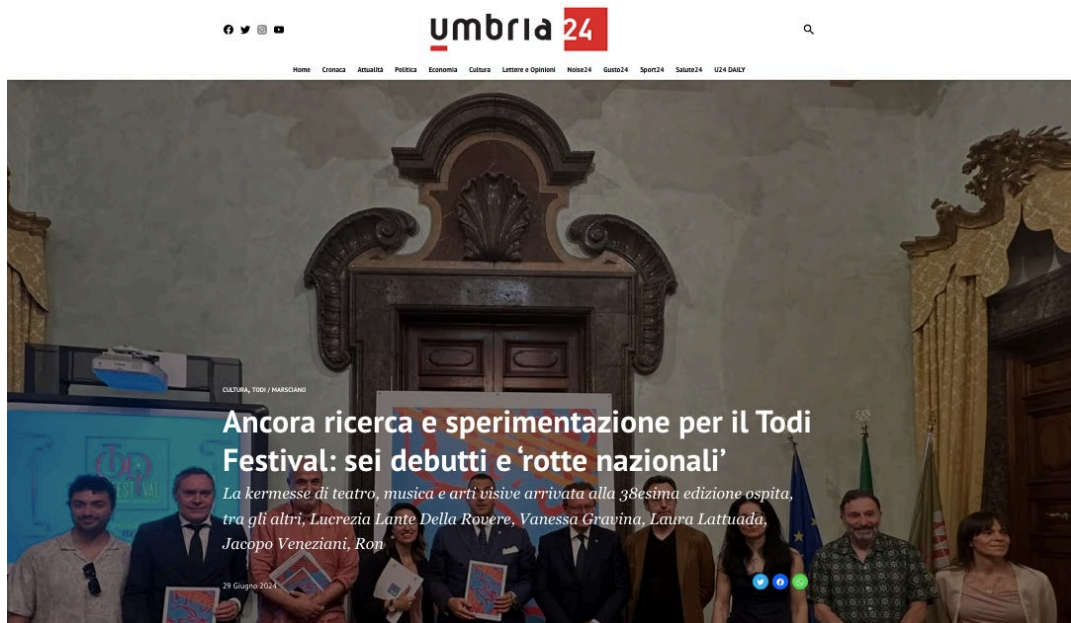 umbria 24
Home Cronaca Attualità Politica Economia Cultura Lettere e Opinioni Noise24 Gusto24 Sport24 Salute24 U24 DAILY
CULTURA, TODI / MARSCIANO
Ancora ricerca e sperimentazione per il Todi
Festival: sei debutti e ‘rotte nazionali’
La kermesse di teatro, musica e arti visive arrivata alla 38esima edizione ospita,
tra gli altri, Lucrezia Lante Della Rovere, Vanessa Gravina, Laura Lattuada,
Jacopo Veneziani, Ron
29 Giugno 2024